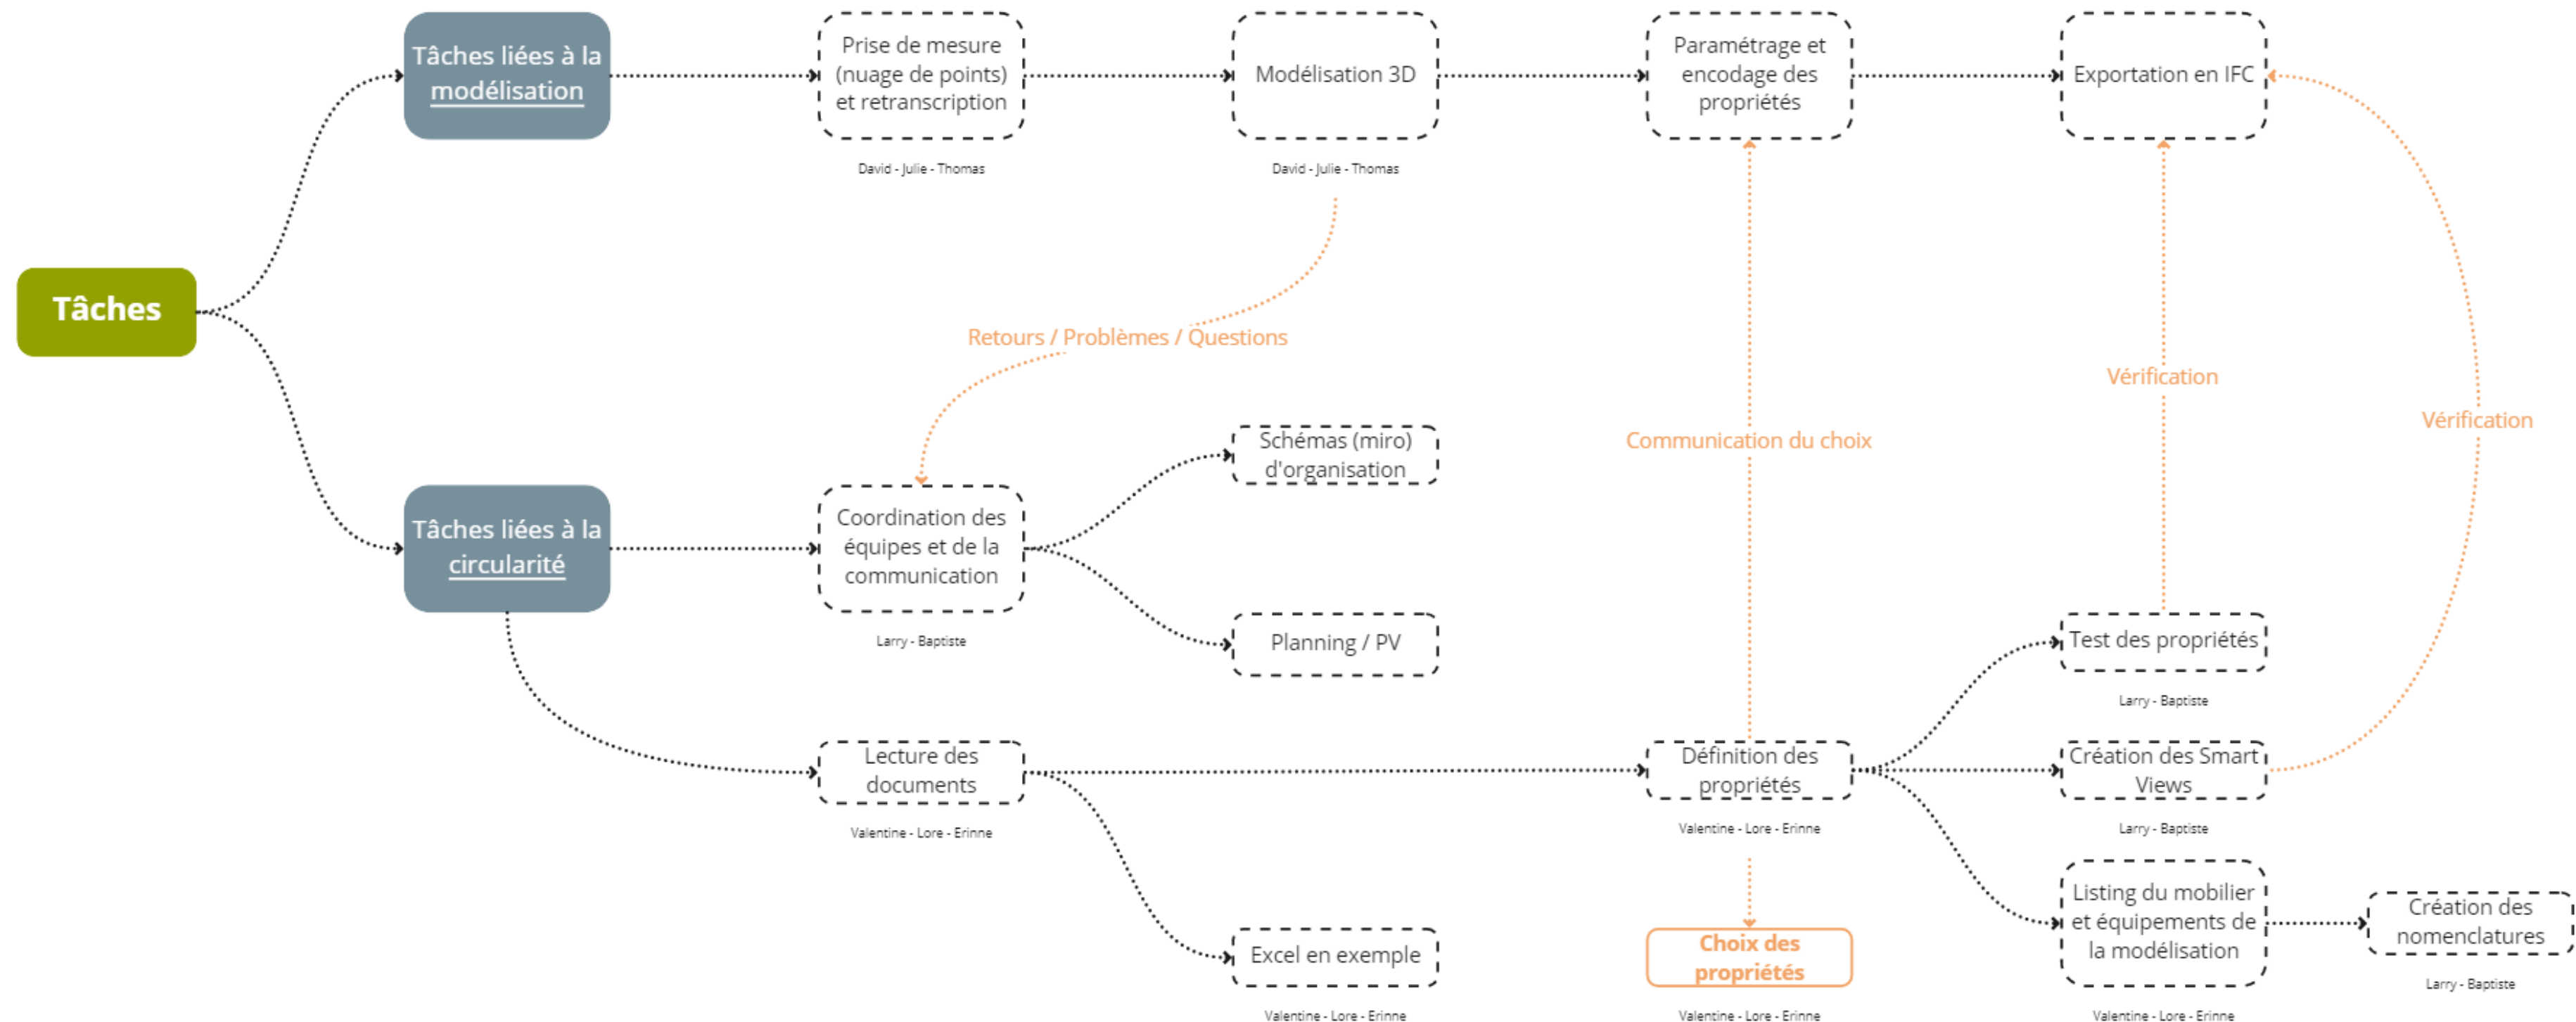 Tâches
Tâches liées à la
modélisation
Prise de mesure
(nuage de points)
et retranscription
David - Julie - Thomas
Modélisation 3D
David - Julie - Thomas
Paramétrage et
encodage des
propriétés
Exportation en IFC
Retours / Problèmes / Questions
Communication du choix
Vérification
Vérification
Tâches liées à la
circularité
Coordination des
équipes et de la
communication
Larry - Baptiste
Schémas (miro)
d'organisation
Planning / PV
Lecture des
documents
Valentine - Lore - Erinne
Excel en exemple
Valentine - Lore - Erinne
Définition des
propriétés
Valentine - Lore - Erinne
Choix des
propriétés
Valentine - Lore - Erinne
Test des propriétés
Larry - Baptiste
Création des Smart
Views
Larry - Baptiste
Listing du mobilier
et équipements de
la modélisation
Valentine - Lore - Erinne
Création des
nomenclatures
Larry - Baptiste